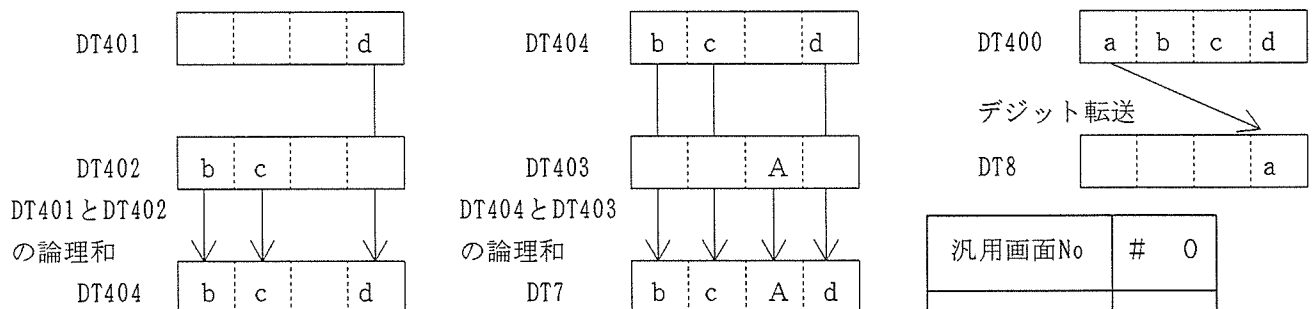 DT401 d
DT402 b c
DT401とDT402
の論理和
DT404 b c d
DT404 b c d
DT403 A
DT404とDT403
の論理和
DT7 b c A d
DT400 a b c d
デジット転送
DT8 a
汎用画面No # 0